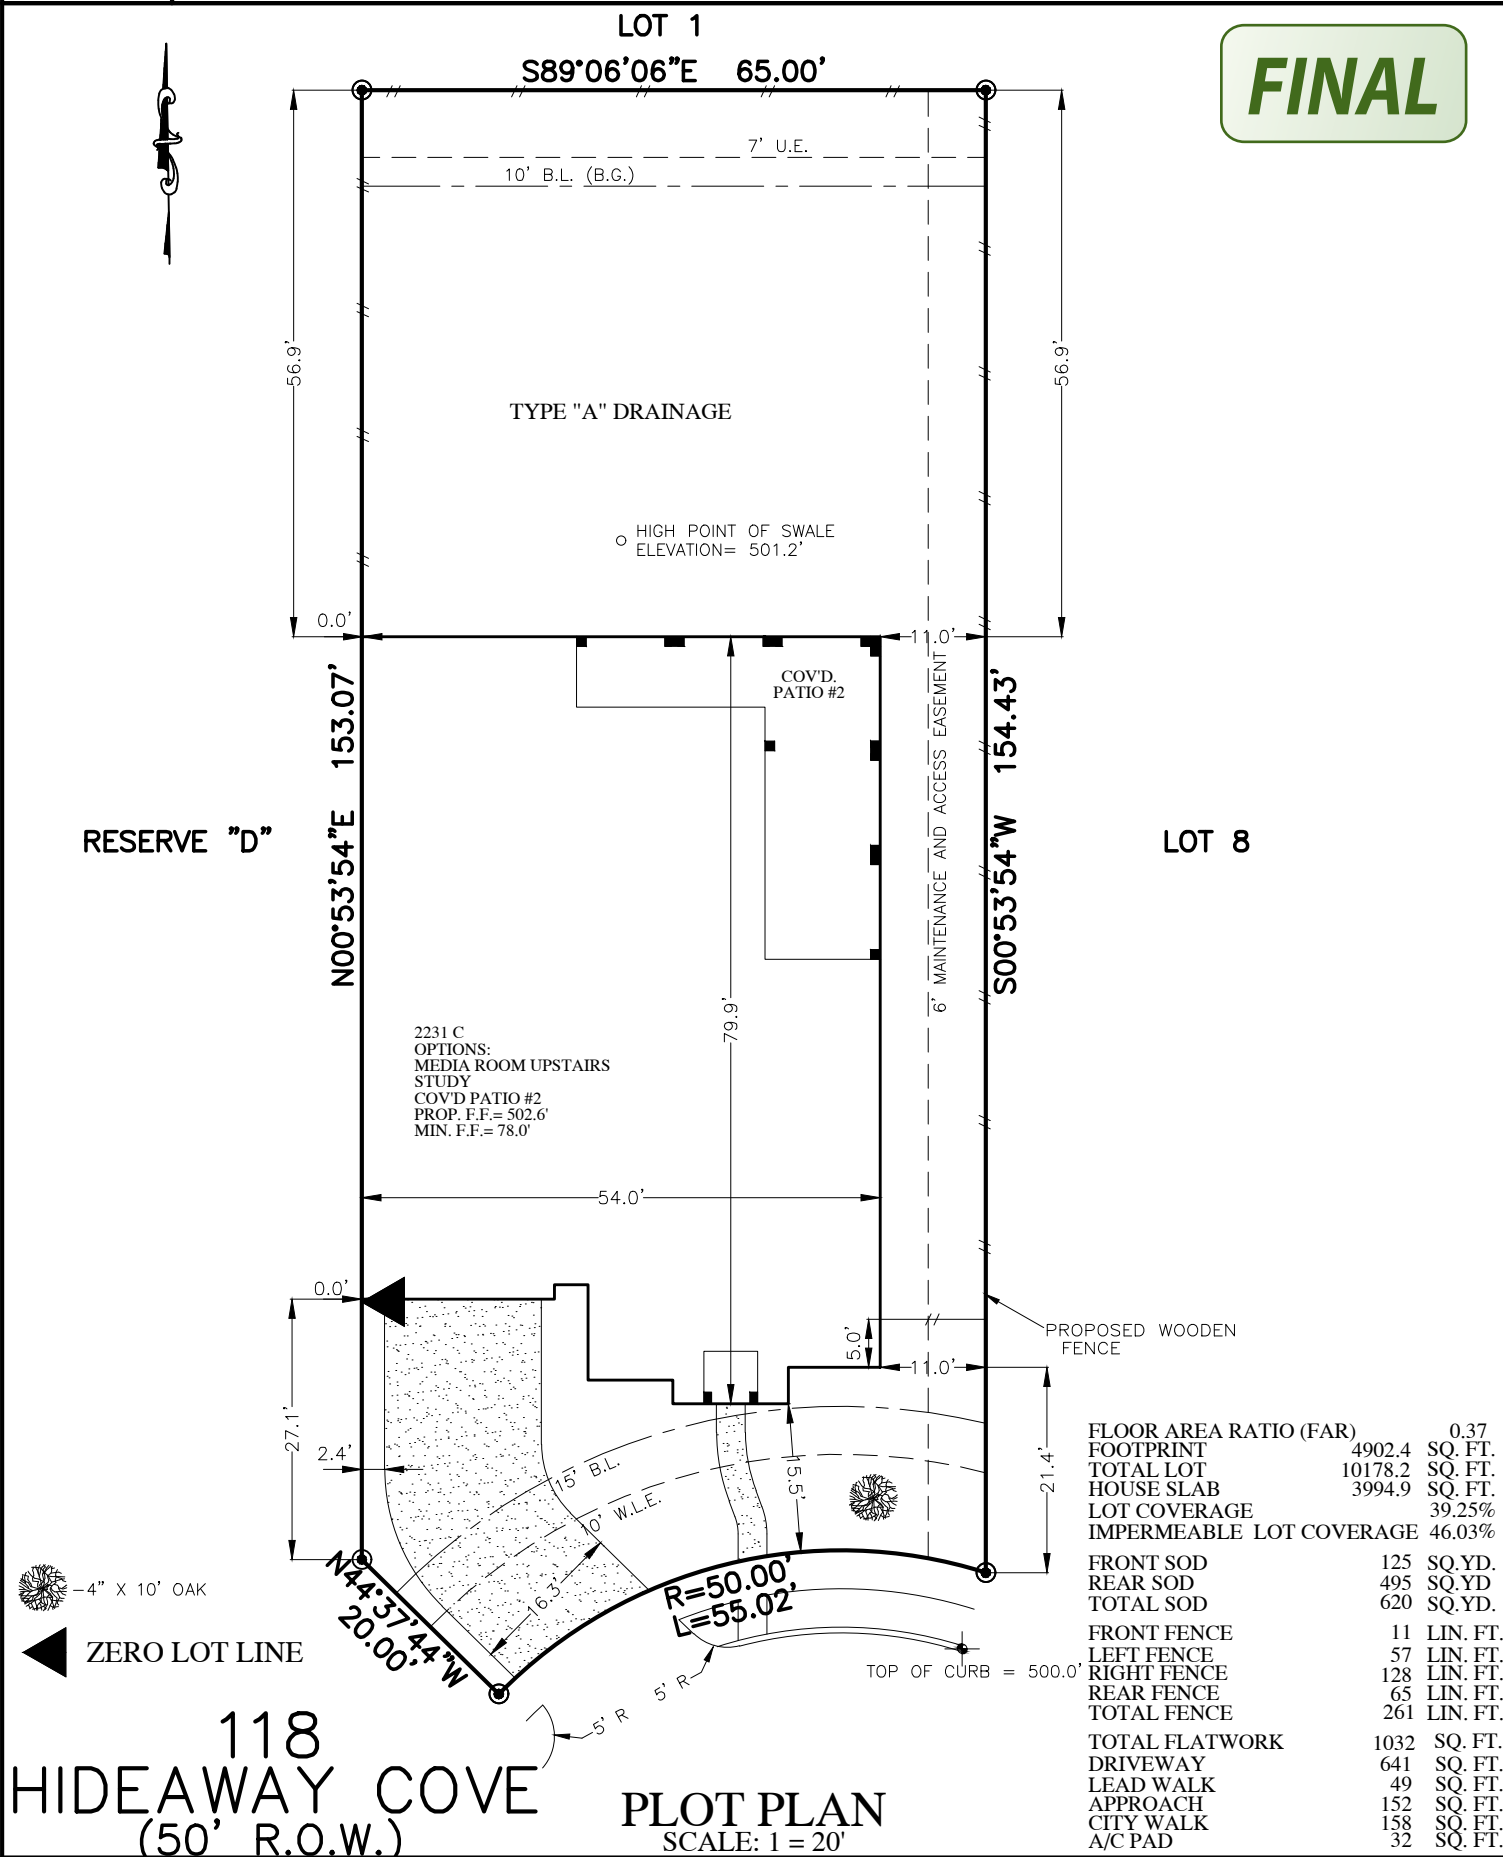 LOT 1
S89°06'06"E 65.00'
FINAL
7' U.E.
10' B.L. (B.G.)
56.9'
56.9'
TYPE "A" DRAINAGE
HIGH POINT OF SWALE
ELEVATION= 501.2'
0.0'
11.0'
COV'D.
PATIO #2
N00°53'54"E 153.07'
S00°53'54"W 154.43'
6' MAINTENANCE AND ACCESS EASEMENT
RESERVE "D"
LOT 8
79.9'
2231 C
OPTIONS:
MEDIA ROOM UPSTAIRS
STUDY
COV'D PATIO #2
PROP. F.F.= 502.6'
MIN. F.F.= 78.0'
54.0'
0.0'
5.0'
PROPOSED WOODEN
FENCE
11.0'
27.1'
2.4'
15' B.L.
10' W.L.E.
15.5'
21.4'
16.3'
N44°37'44"W
20.00'
R=50.00'
L=55.02'
4" X 10' OAK
ZERO LOT LINE
TOP OF CURB = 500.0'
5' R
5' R
118
HIDEAWAY COVE
(50' R.O.W.)
PLOT PLAN
SCALE: 1 = 20'
FLOOR AREA RATIO (FAR) 0.37
FOOTPRINT 4902.4 SQ. FT.
TOTAL LOT 10178.2 SQ. FT.
HOUSE SLAB 3994.9 SQ. FT.
LOT COVERAGE 39.25%
IMPERMEABLE LOT COVERAGE 46.03%
FRONT SOD 125 SQ.YD.
REAR SOD 495 SQ.YD
TOTAL SOD 620 SQ.YD.
FRONT FENCE 11 LIN. FT.
LEFT FENCE 57 LIN. FT.
RIGHT FENCE 128 LIN. FT.
REAR FENCE 65 LIN. FT.
TOTAL FENCE 261 LIN. FT.
TOTAL FLATWORK 1032 SQ. FT.
DRIVEWAY 641 SQ. FT.
LEAD WALK 49 SQ. FT.
APPROACH 152 SQ. FT.
CITY WALK 158 SQ. FT.
A/C PAD 32 SQ. FT.